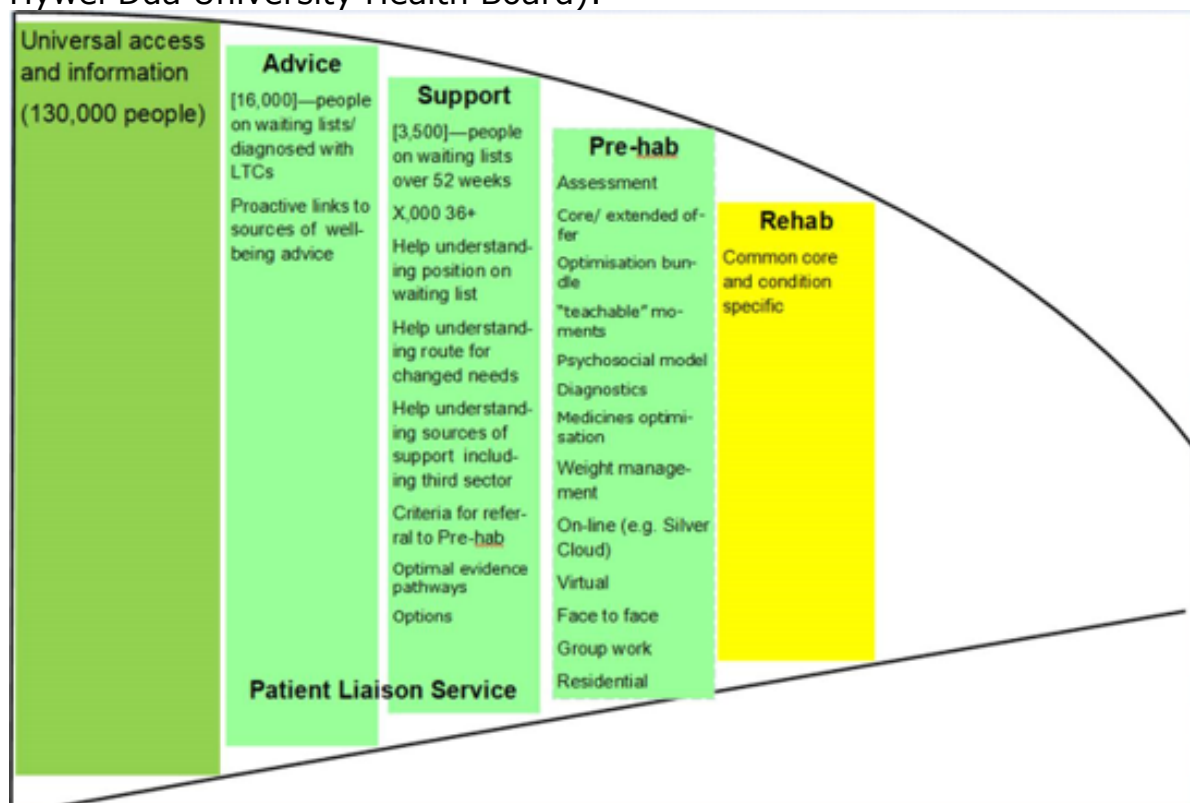 Hywel Dda University Health Board).
Universal access
and information
(130,000 people)
Advice
[16,000]—people
on waiting lists/
diagnosed with
LTCs
Proactive links to
sources of well-
being advice
Support
[3,500]—people
on waiting lists
over 52 weeks
X,000 36+
Help understand-
ing position on
waiting list
Help understand-
ing route for
changed needs
Help understand-
ing sources of
support includ-
ing third sector
Criteria for refer-
ral to Pre-hab
Optimal evidence
pathways
Options
Patient Liaison Service
Pre-hab
Assessment
Core/ extended of-
fer
Optimisation bun-
dle
"teachable" mo-
ments
Psychosocial model
Diagnostics
Medicines optimi-
sation
Weight manage-
ment
On-line (e.g. Silver
Cloud)
Virtual
Face to face
Group work
Residential
Rehab
Common core
and condition
specific